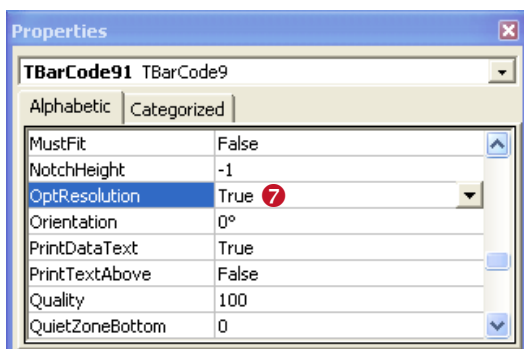 Properties
TBarCode91 TBarCode9
Alphabetic Categorized
MustFit False
NotchHeight -1
OptResolution True 7
Orientation 0°
PrintDataText True
PrintTextAbove False
Quality 100
QuietZoneBottom 0